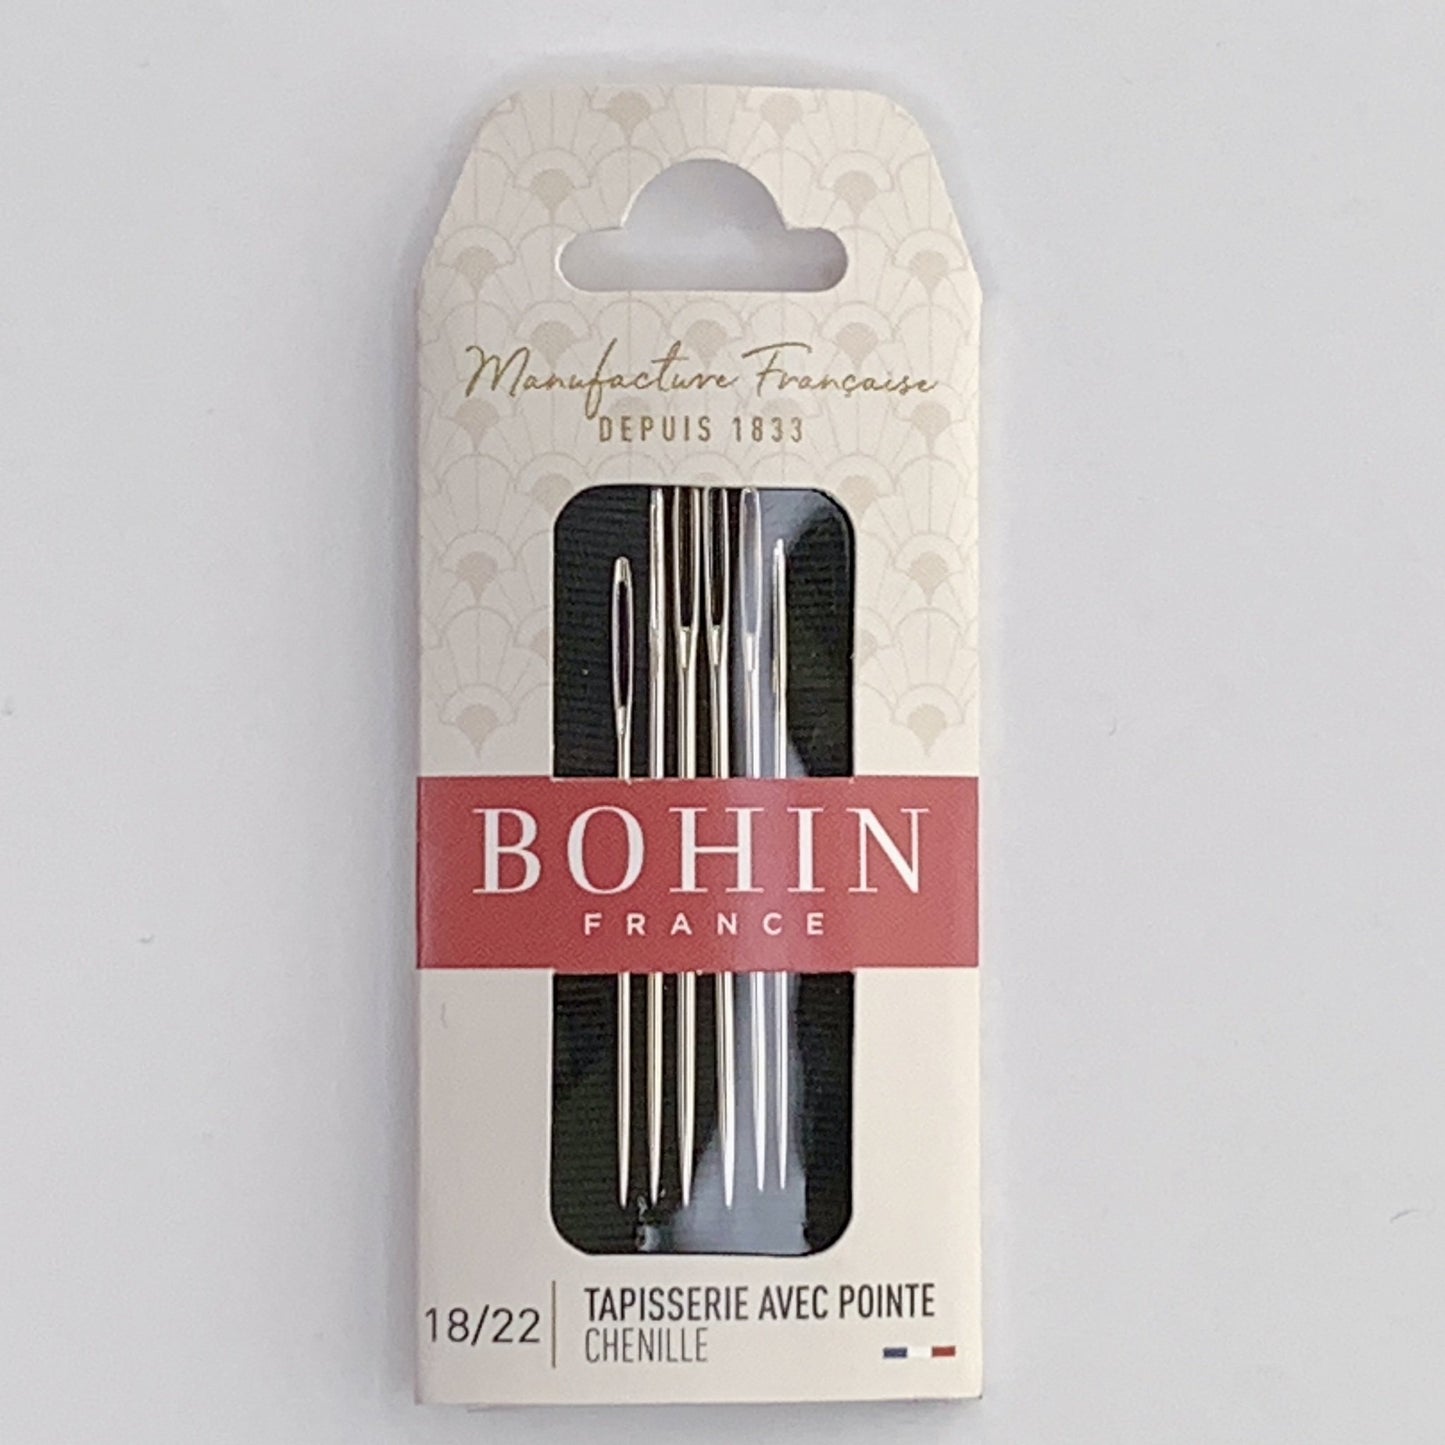 Manufacture Française
DEPUIS 1833
BOHIN
FRANCE
18/22
TAPISSERIE AVEC POINTE
CHENILLE